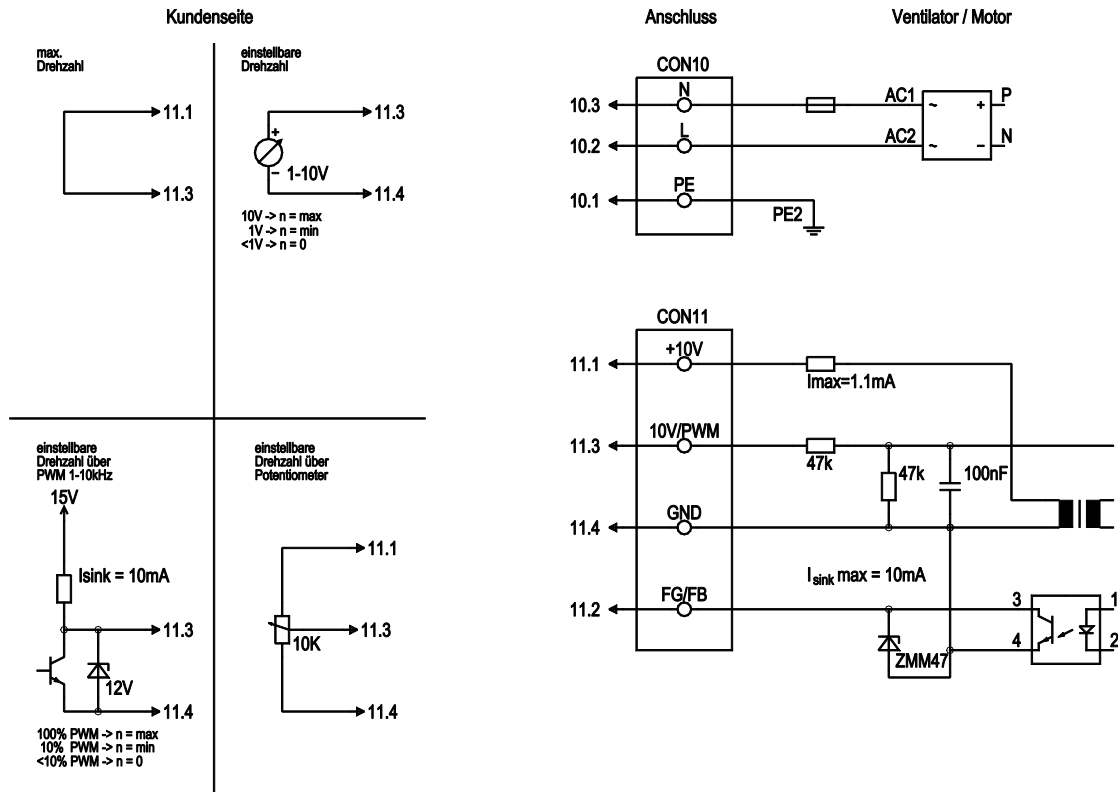 Kundenseite
Anschluss
Ventilator / Motor
max.
Drehzahl
11.1
11.3
einstellbare
Drehzahl
11.3
+
−
1-10V
11.4
10V -> n = max
1V -> n = min
<1V -> n = 0
einstellbare
Drehzahl über
PWM 1-10kHz
15V
Isink = 10mA
11.3
12V
11.4
100% PWM -> n = max
10% PWM -> n = min
<10% PWM -> n = 0
einstellbare
Drehzahl über
Potentiometer
11.1
11.3
10K
11.4
CON10
10.3
N
AC1
~
+
P
10.2
L
AC2
~
−
N
10.1
PE
PE2
CON11
11.1
+10V
Imax=1.1mA
11.3
10V/PWM
47k
47k
100nF
11.4
GND
Isink max = 10mA
11.2
FG/FB
3
1
4
2
ZMM47